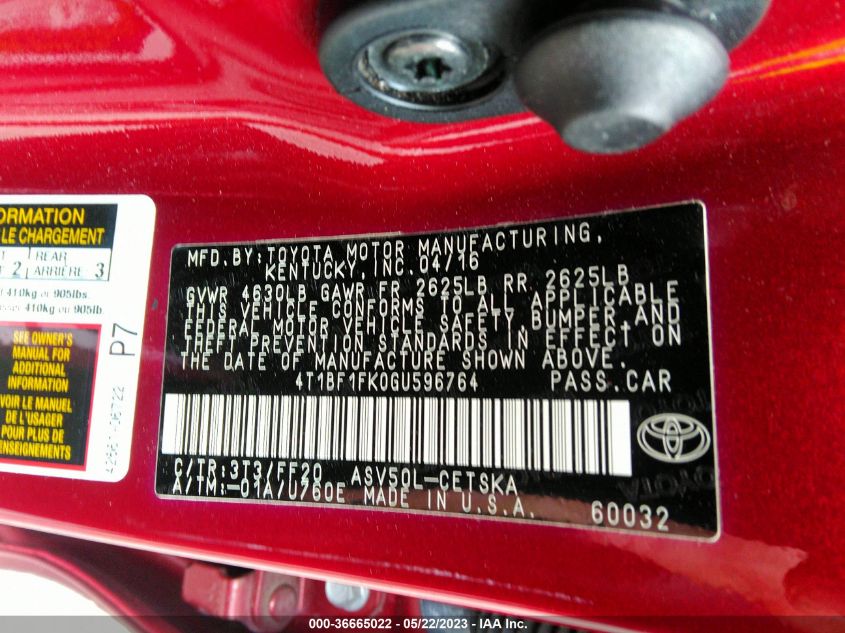 ORMATION
LE CHARGEMENT
REAR
2 ARRIÈRE 3
410kg or 905lbs.
410kg ou 905lb
SEE OWNER'S
MANUAL FOR
ADDITIONAL
INFORMATION
VOIR LE MANUEL
DE L'USAGER
POUR PLUS DE
RENSEIGNEMENTS
P7
MFD. BY: TOYOTA MOTOR MANUFACTURING,
KENTUCKY, INC. 04/16
GVWR 4630LB GAWR FR 2625LB RR 2625LB
THIS VEHICLE CONFORMS TO ALL APPLICABLE
FEDERAL MOTOR VEHICLE SAFETY, BUMPER, AND
THEFT PREVENTION STANDARDS IN EFFECT ON
THE DATE OF MANUFACTURE SHOWN ABOVE.
4T1BF1FK0GU596764 PASS. CAR
C/TR: 3T3/FF20 ASV50L-CETSKA
A/TM: -01A/U760E MADE IN U.S.A.
60032
000-36665022 - 05/22/2023 - IAAI.COM